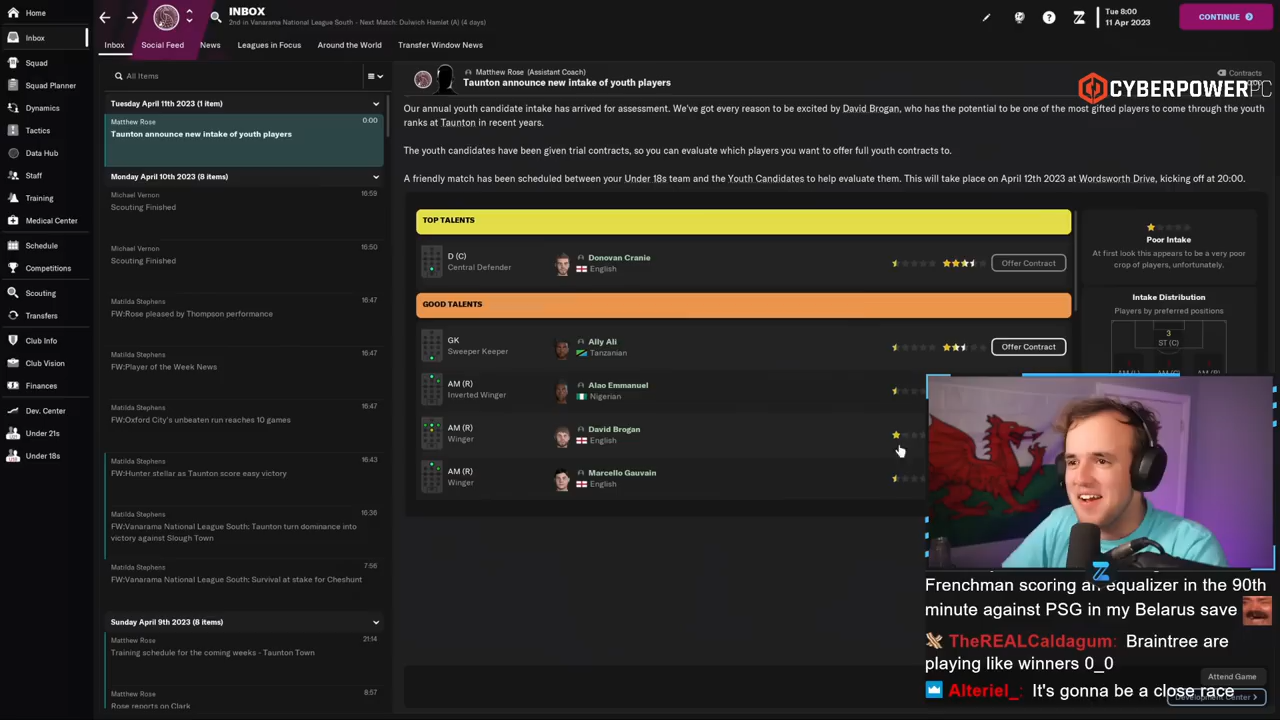 Home
Inbox
Squad
Squad Planner
Dynamics
Tactics
Data Hub
Staff
Training
Medical Center
Schedule
Competitions
Scouting
Transfers
Club Info
Club Vision
Finances
Dev. Center
Under 21s
Under 18s
INBOX
2nd in Vanarama National League South - Next Match: Dulwich Hamlet (A) (4 days)
Tue 8:00
11 Apr 2023
CONTINUE
Inbox Social Feed News Leagues in Focus Around the World Transfer Window News
All Items
Tuesday April 11th 2023 (1 item)
Matthew Rose 0:00
Taunton announce new intake of youth players
Monday April 10th 2023 (8 items)
Michael Vernon 16:59
Scouting Finished
Michael Vernon 16:50
Scouting Finished
Matilda Stephens 16:47
FW:Rose pleased by Thompson performance
Matilda Stephens 16:47
FW:Player of the Week News
Matilda Stephens 16:47
FW:Oxford City's unbeaten run reaches 10 games
Matilda Stephens 16:43
FW:Hunter stellar as Taunton score easy victory
Matilda Stephens 16:38
FW:Vanarama National League South: Taunton turn dominance into
victory against Slough Town
Matilda Stephens 7:56
FW:Vanarama National League South: Survival at stake for Cheshunt
Sunday April 9th 2023 (8 items)
Matthew Rose 21:14
Training schedule for the coming weeks - Taunton Town
Matthew Rose 8:57
Rose reports on Clark
Matthew Rose (Assistant Coach)
Taunton announce new intake of youth players
Contracts
CYBERPOWERPC
Our annual youth candidate intake has arrived for assessment. We've got every reason to be excited by David Brogan, who has the potential to be one of the most gifted players to come through the youth
ranks at Taunton in recent years.
The youth candidates have been given trial contracts, so you can evaluate which players you want to offer full youth contracts to.
A friendly match has been scheduled between your Under 18s team and the Youth Candidates to help evaluate them. This will take place on April 12th 2023 at Wordsworth Drive, kicking off at 20:00.
TOP TALENTS
D (C)
Central Defender
Donovan Cranie
English
Offer Contract
GOOD TALENTS
GK
Sweeper Keeper
Ally Ali
Tanzanian
Offer Contract
AM (R)
Inverted Winger
Alao Emmanuel
Nigerian
AM (R)
Winger
David Brogan
English
AM (R)
Winger
Marcello Gauvain
English
Poor Intake
At first look this appears to be a very poor
crop of players, unfortunately.
Intake Distribution
Players by preferred positions
3
ST (C)
Frenchman scoring an equalizer in the 90th
minute against PSG in my Belarus save
TheREALCaldagum: Braintree are
playing like winners 0_0
Alteriel_: It's gonna be a close race
Attend Game
Development Center